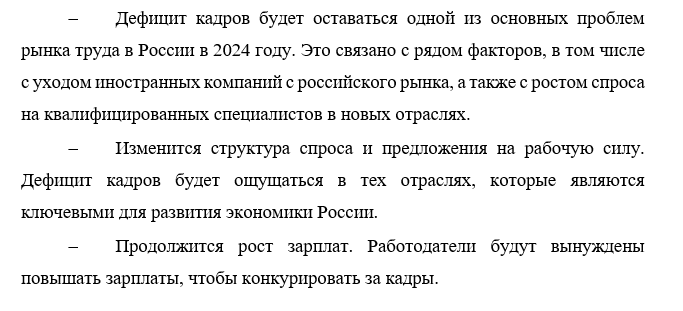 – Дефицит кадров будет оставаться одной из основных проблем
рынка труда в России в 2024 году. Это связано с рядом факторов, в том числе
с уходом иностранных компаний с российского рынка, а также с ростом спроса
на квалифицированных специалистов в новых отраслях.
– Изменится структура спроса и предложения на рабочую силу.
Дефицит кадров будет ощущаться в тех отраслях, которые являются
ключевыми для развития экономики России.
– Продолжится рост зарплат. Работодатели будут вынуждены
повышать зарплаты, чтобы конкурировать за кадры.